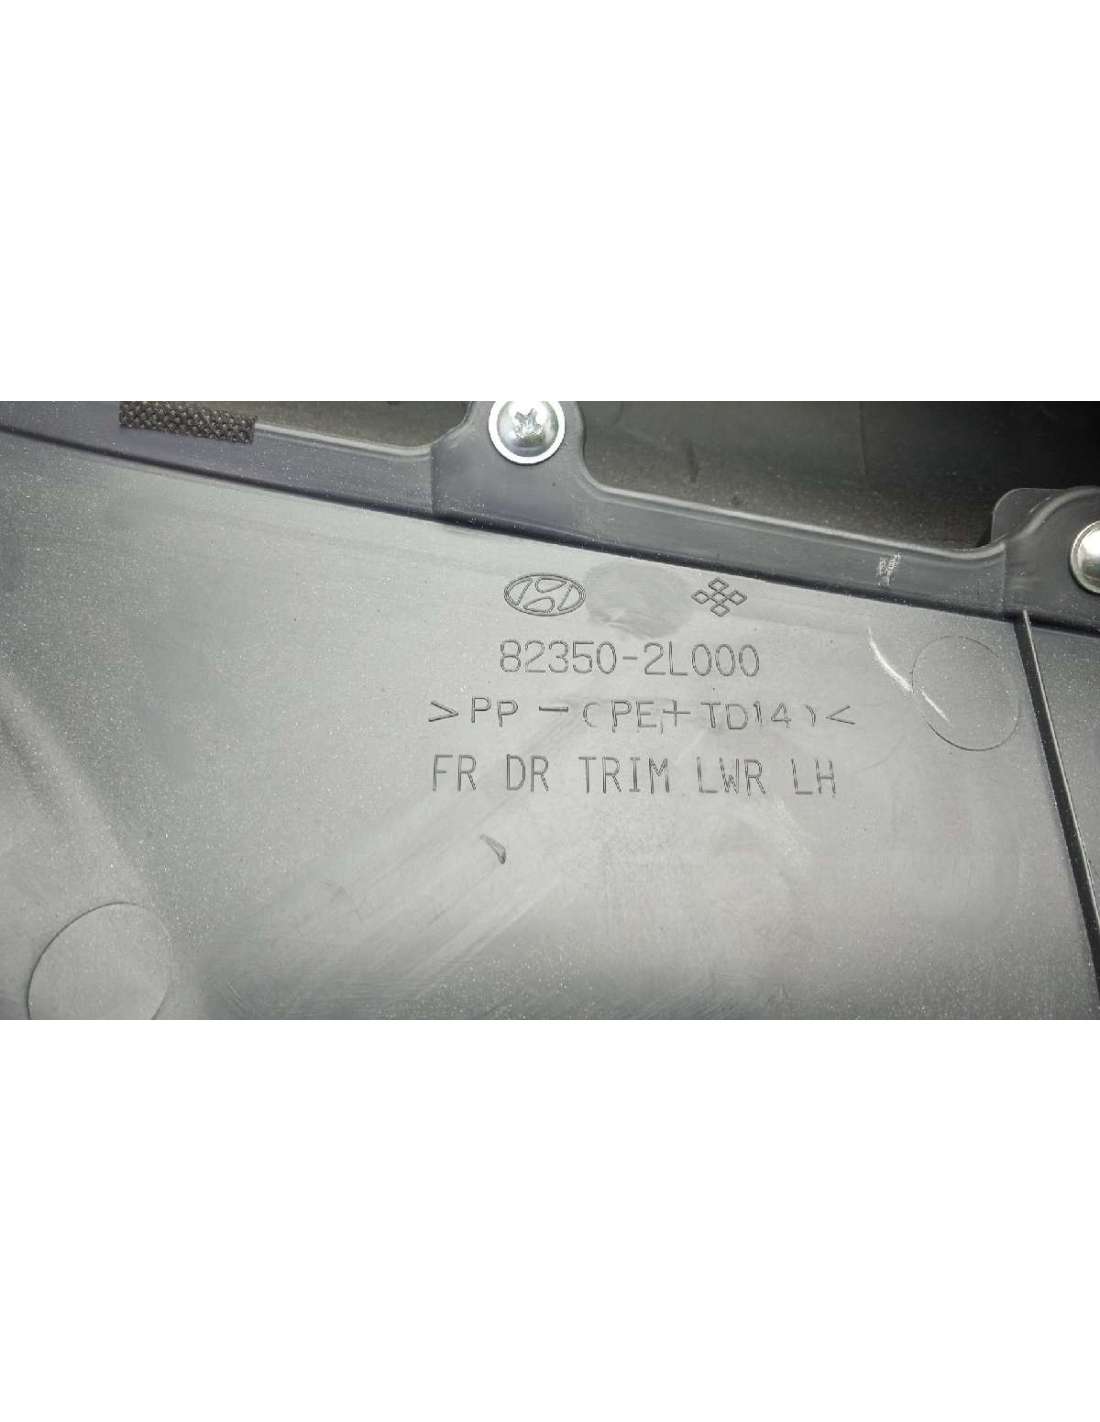 82350-2L000
>PP-(PE+TD14)<
FR DR TRIM LWR LH